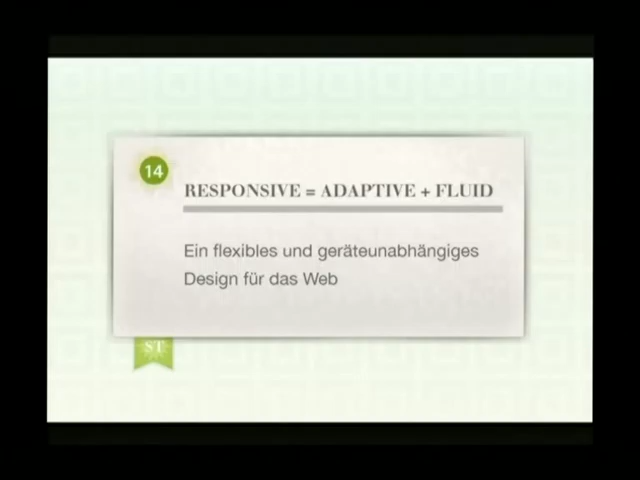 14
RESPONSIVE = ADAPTIVE + FLUID
Ein flexibles und geräteunabhängiges
Design für das Web
ST